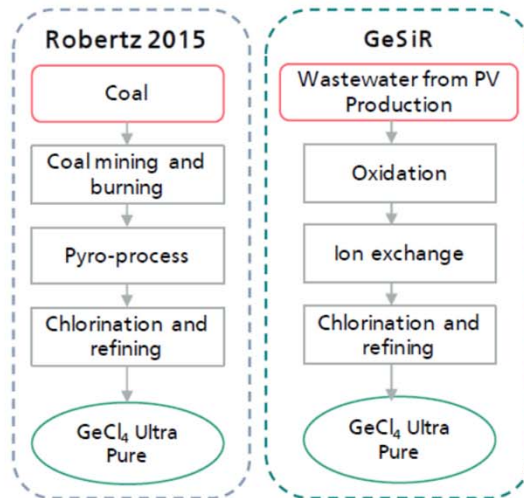 Robertz 2015
Coal
Coal mining and
burning
Pyro-process
Chlorination and
refining
GeCl₄ Ultra
Pure
GeSiR
Wastewater from PV
Production
Oxidation
Ion exchange
Chlorination and
refining
GeCl₄ Ultra
Pure